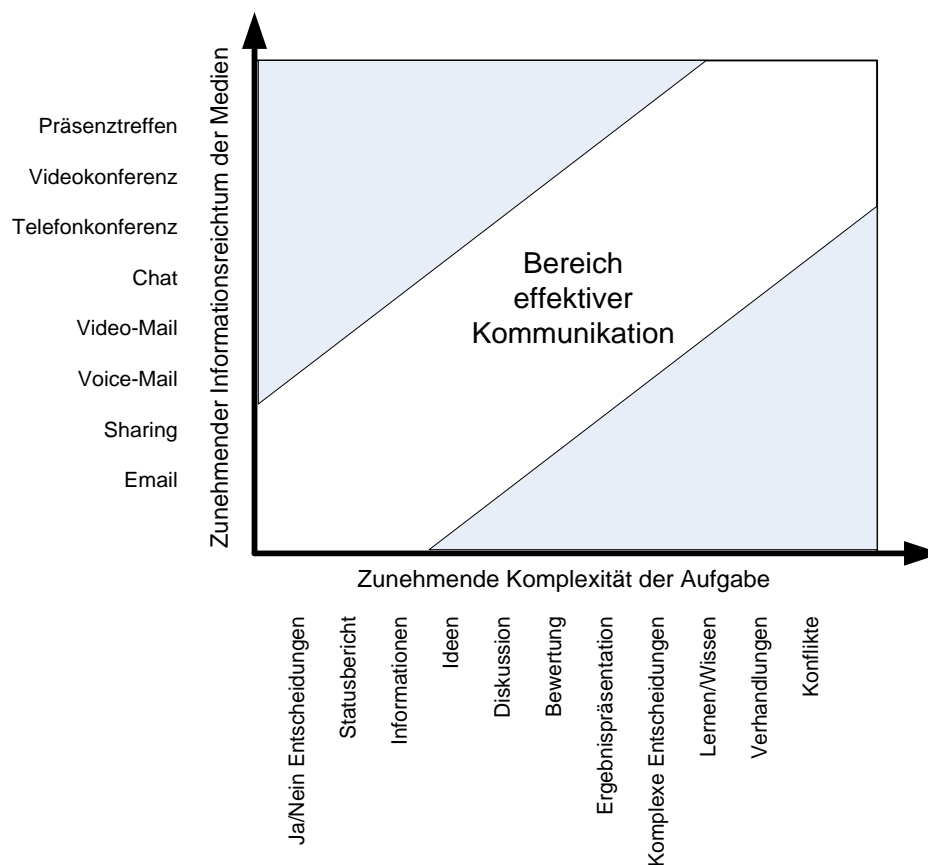 Zunehmender Informationsreichtum der Medien
Präsenztreffen
Videokonferenz
Telefonkonferenz
Chat
Video-Mail
Voice-Mail
Sharing
Email
Bereich
effektiver
Kommunikation
Zunehmende Komplexität der Aufgabe
Ja/Nein Entscheidungen
Statusbericht
Informationen
Ideen
Diskussion
Bewertung
Ergebnispräsentation
Komplexe Entscheidungen
Lernen/Wissen
Verhandlungen
Konflikte